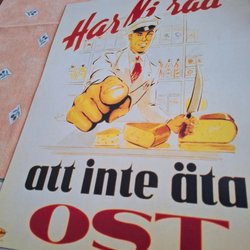 Har Ni råd
att inte äta
OST